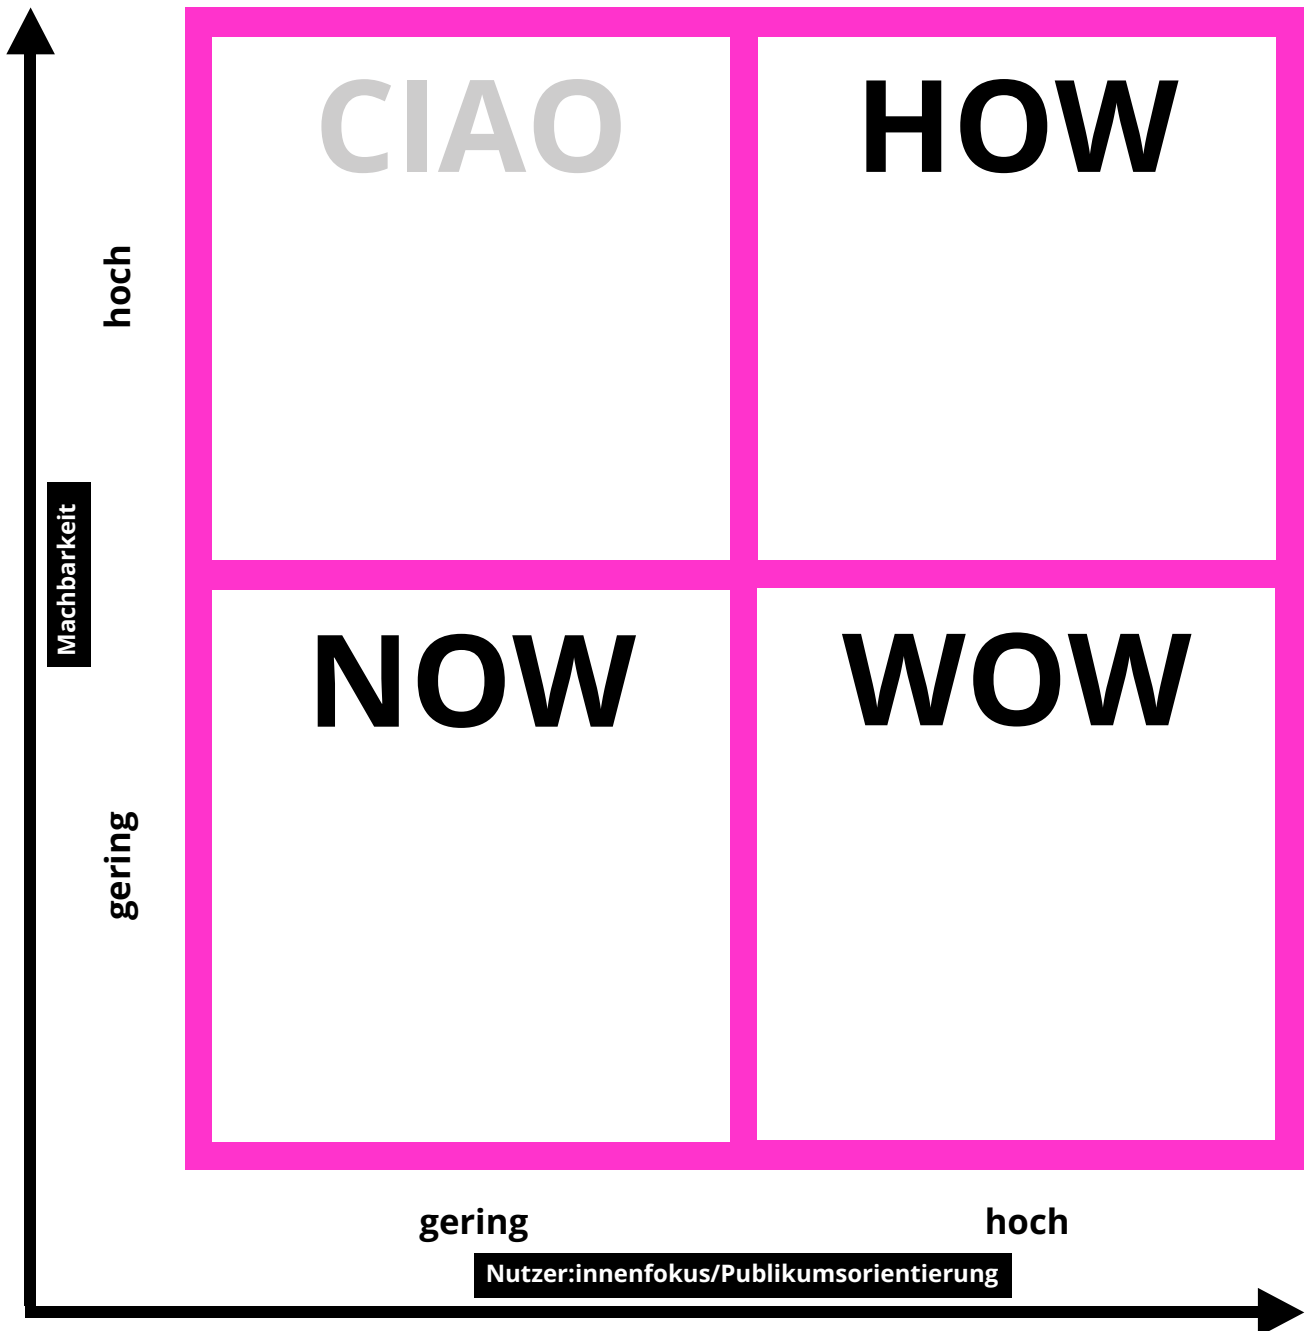 CIAO
HOW
hoch
Machbarkeit
NOW
WOW
gering
gering
hoch
Nutzer:innenfokus/Publikumsorientierung